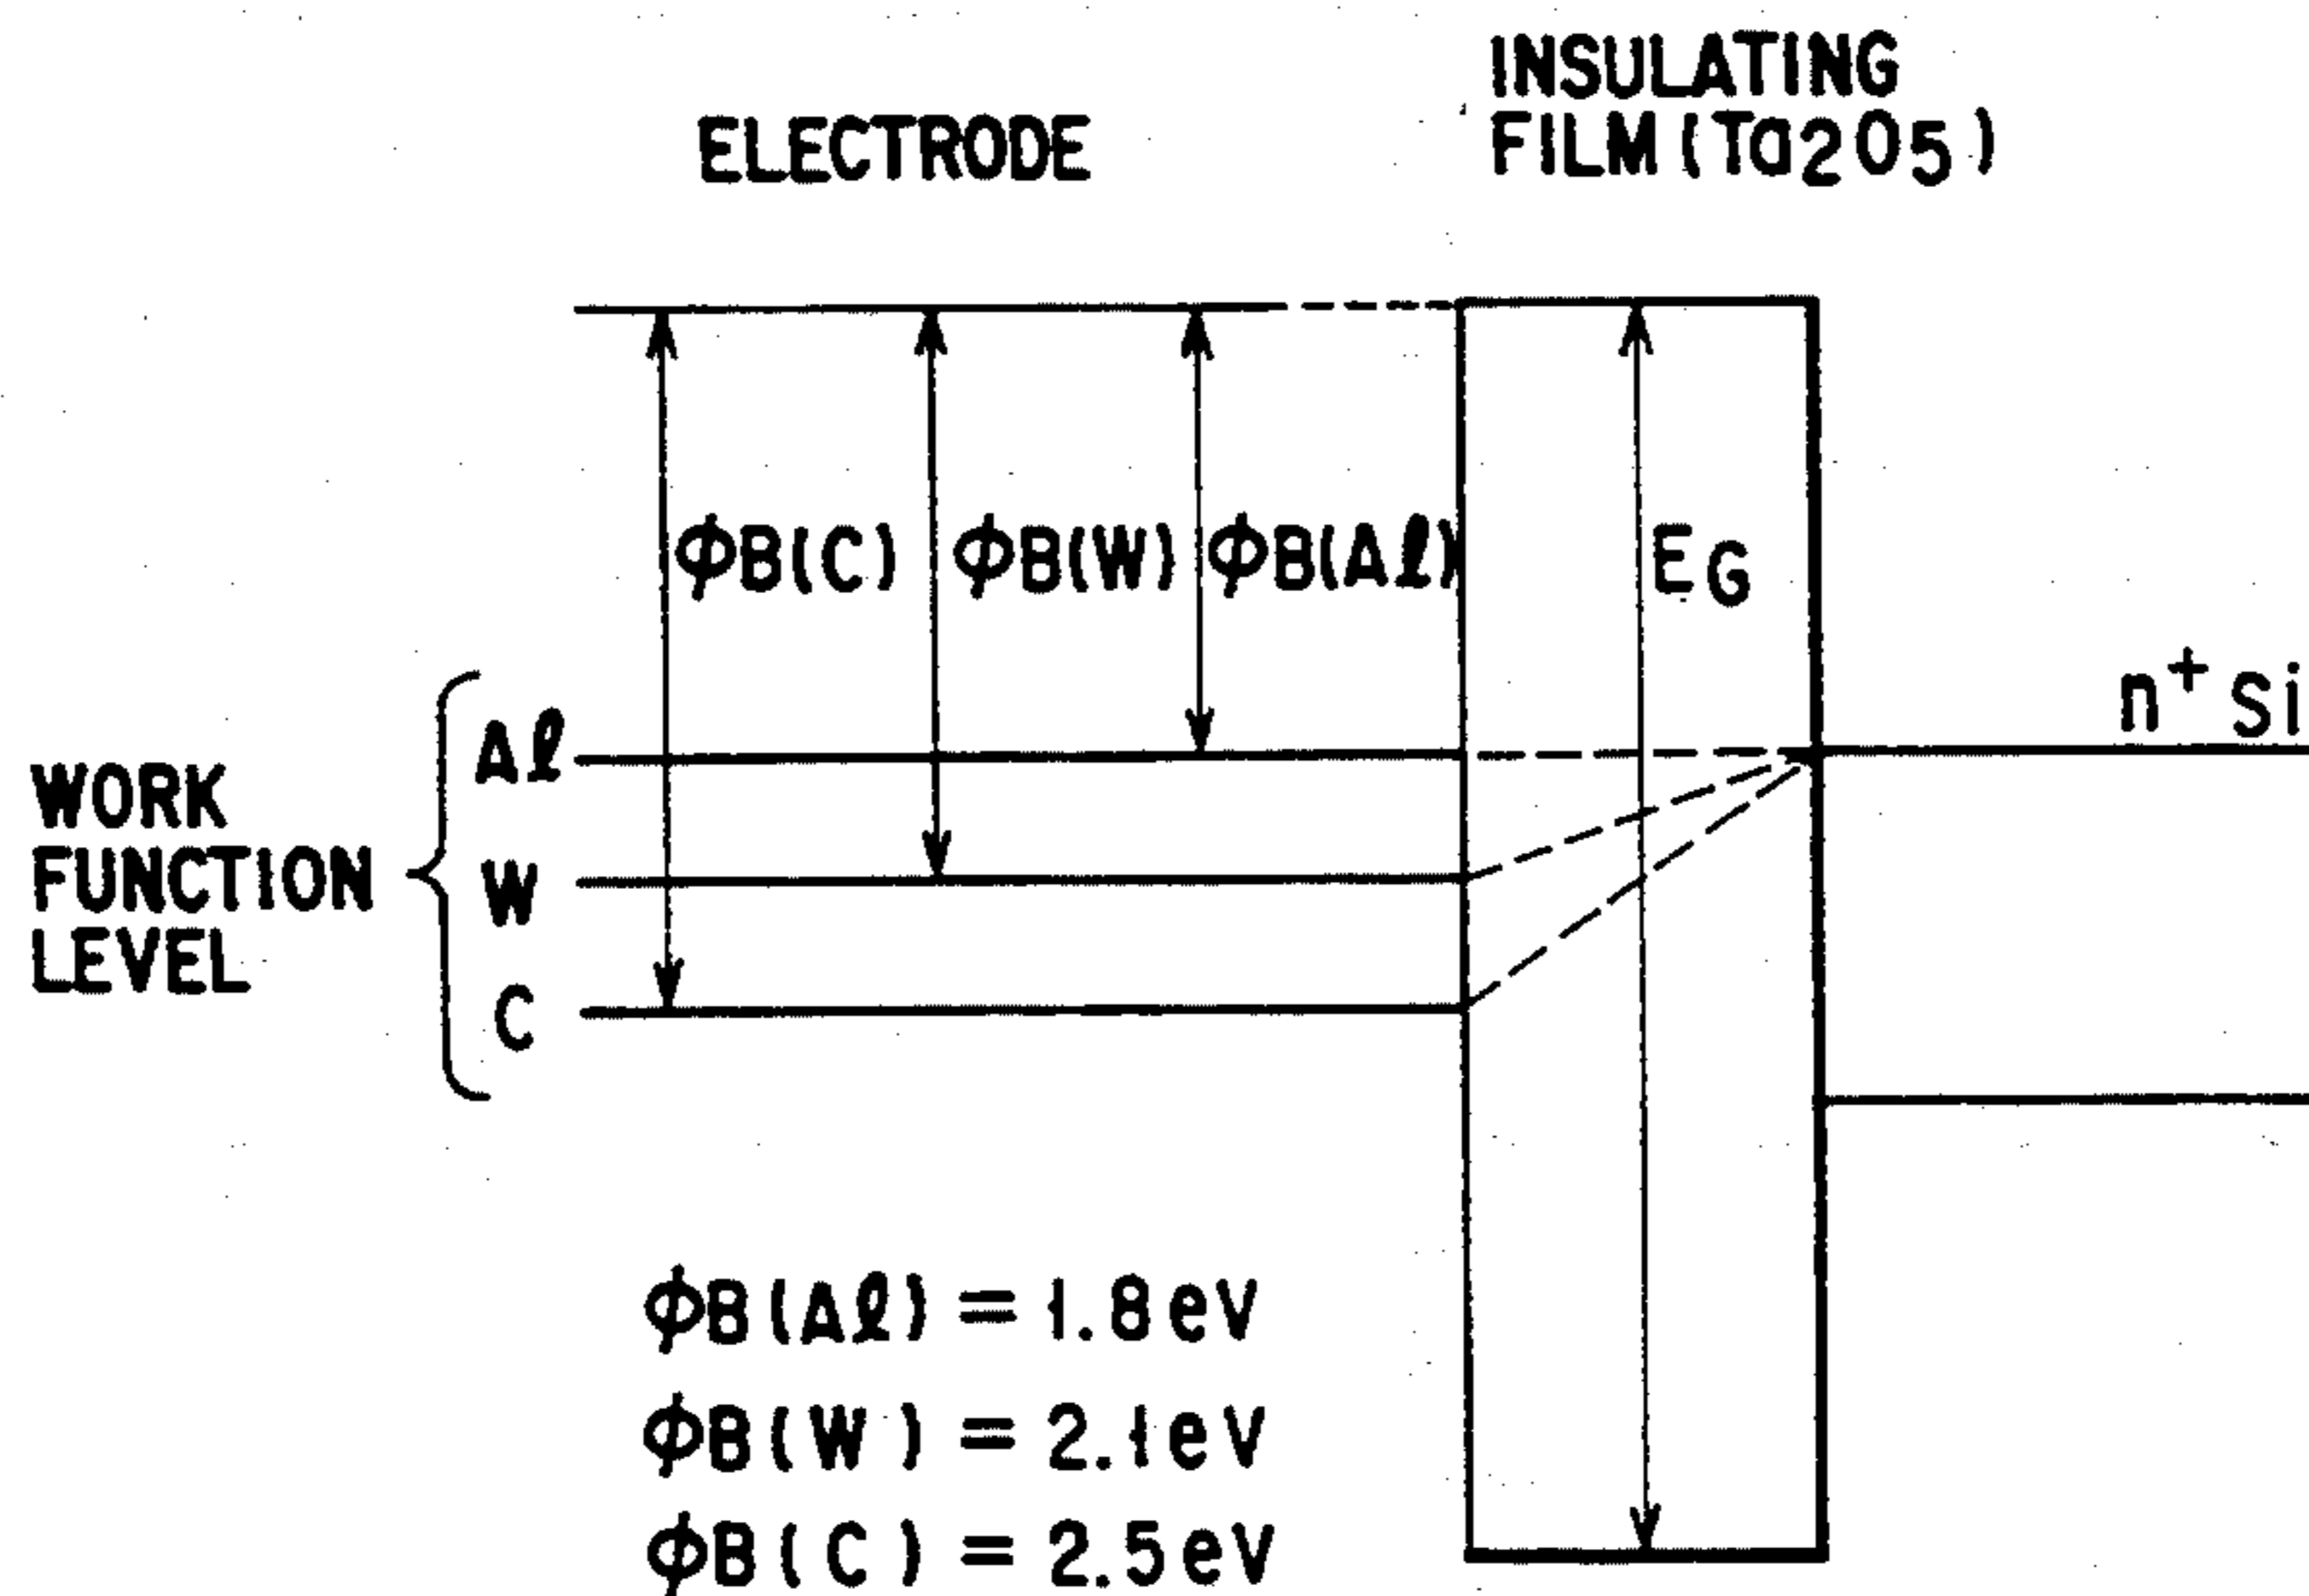 ELECTRODE
INSULATING
FILM (Ta2O5)
ϕB(C)
ϕB(W)
ϕB(Al)
EG
n+ Si
WORK
FUNCTION
LEVEL
Al
W
C
ϕB(Al) = 1.8eV
ϕB(W) = 2.1eV
ϕB(C) = 2.5eV